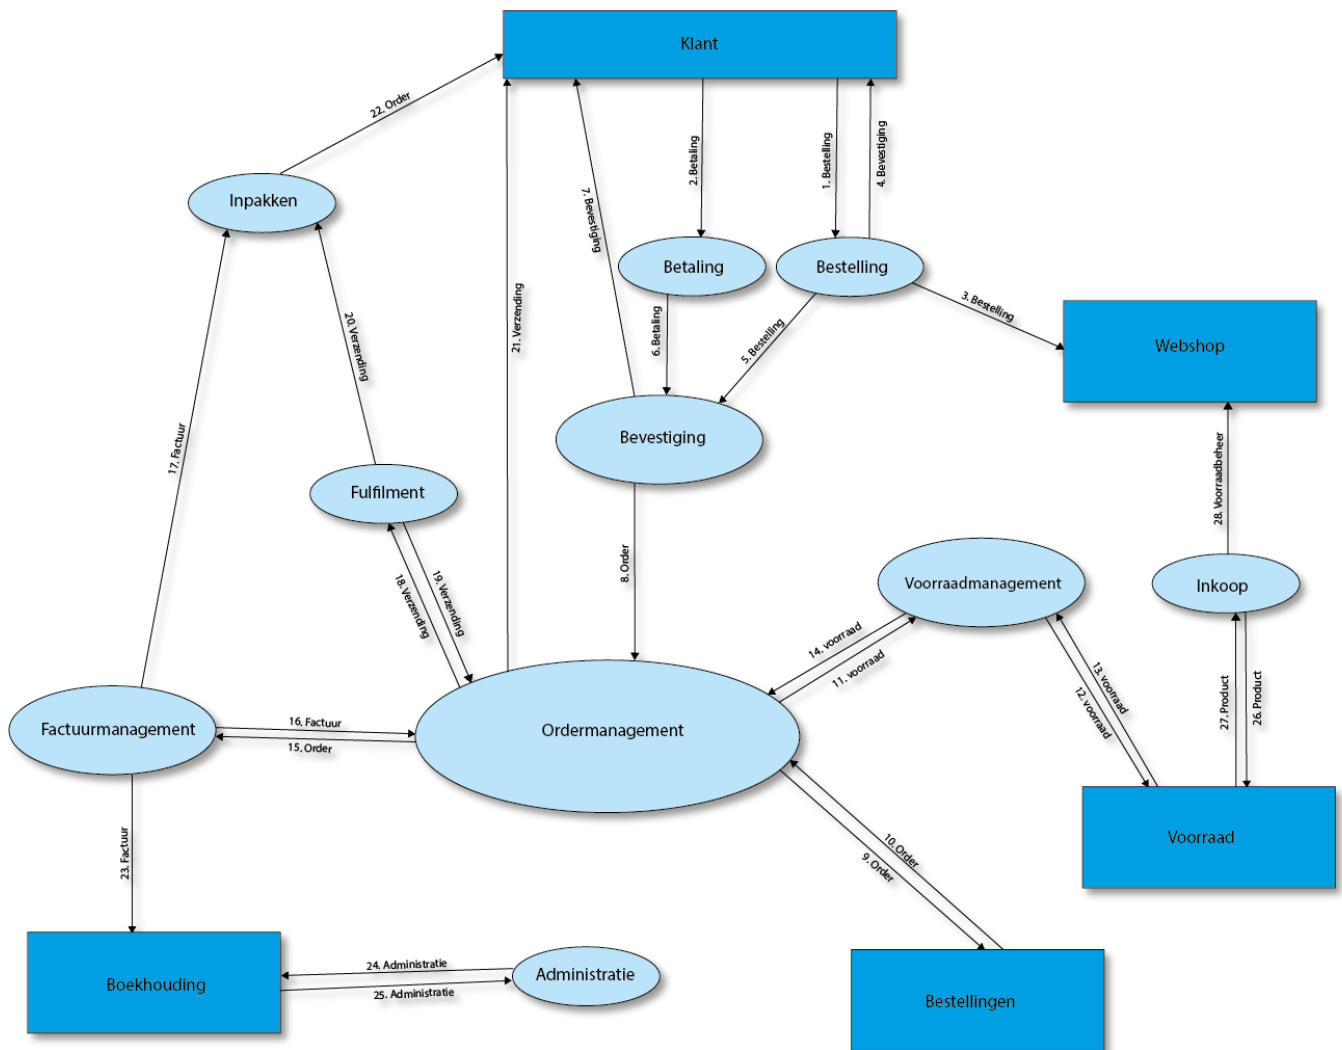 Klant
22. Order
2. Betaling
1. Bestelling
4. Bevestiging
Inpakken
7. Bevestiging
Betaling
Bestelling
21. Verzending
3. Bestelling
20. Verzending
6. Betaling
5. Bestelling
Webshop
17. Factuur
Bevestiging
Fulfilment
28. Voorraadbeheer
8. Order
18. Verzending
19. Verzending
Voorraadmanagement
Inkoop
14. voorraad
11. voorraad
13. voorraad
12. voorraad
27. Product
26. Product
Factuurmanagement
16. Factuur
15. Order
Ordermanagement
23. Factuur
10. Order
9. Order
Voorraad
24. Administratie
25. Administratie
Boekhouding
Administratie
Bestellingen